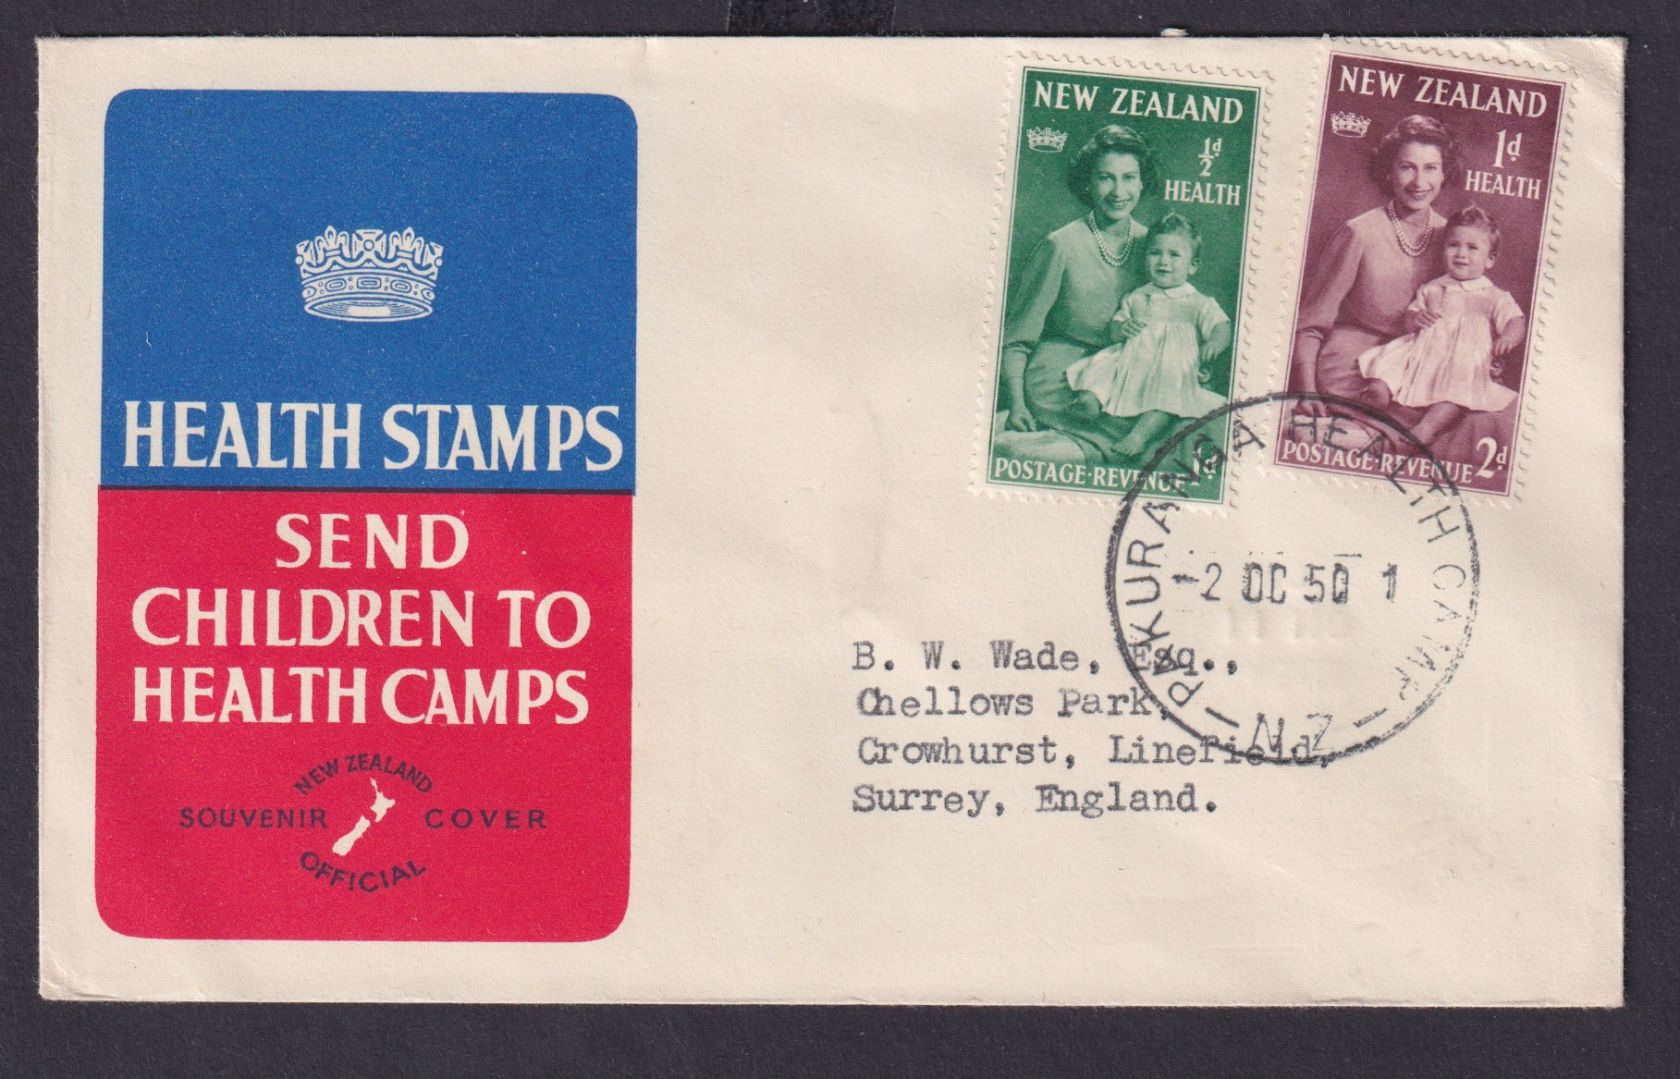 HEALTH STAMPS
SEND
CHILDREN TO
HEALTH CAMPS
NEW ZEALAND
SOUVENIR COVER
OFFICIAL
NEW ZEALAND
½d
HEALTH
POSTAGE·REVENUE 1d
NEW ZEALAND
1d
HEALTH
POSTAGE·REVENUE 2d
PAKURANGA HEALTH CAMP
-2 OC 50 1
- N Z -
B. W. Wade, Esq.,
Chellows Park,
Crowhurst, Linefield,
Surrey, England.